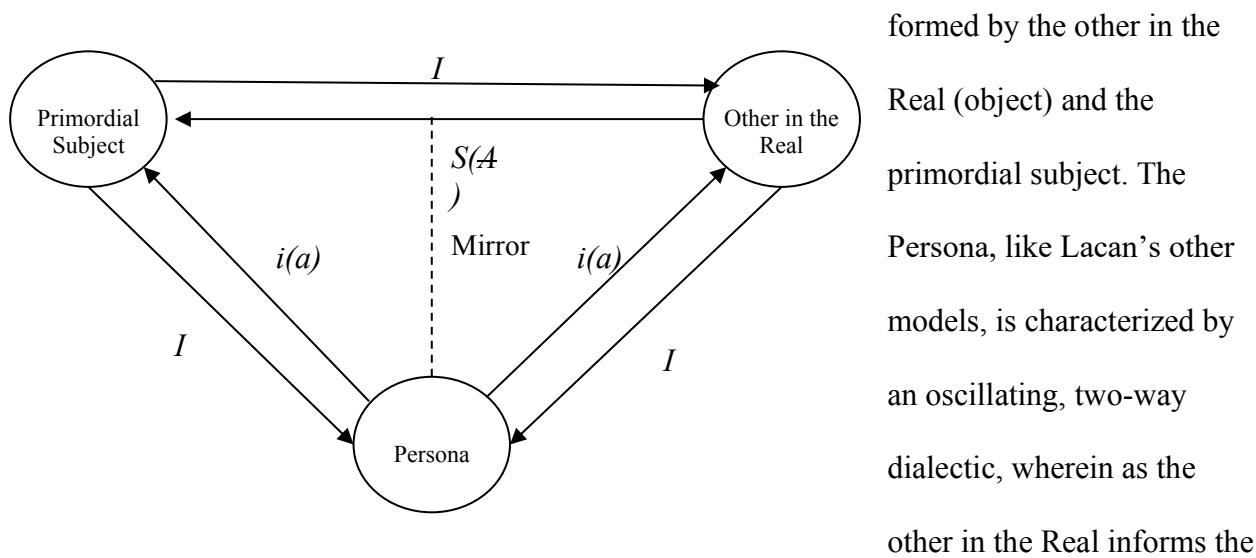 I
Primordial
Subject
Other in the
Real
S(A̶
)
Mirror
i(a)
i(a)
I
I
Persona
formed by the other in the
Real (object) and the
primordial subject. The
Persona, like Lacan’s other
models, is characterized by
an oscillating, two-way
dialectic, wherein as the
other in the Real informs the